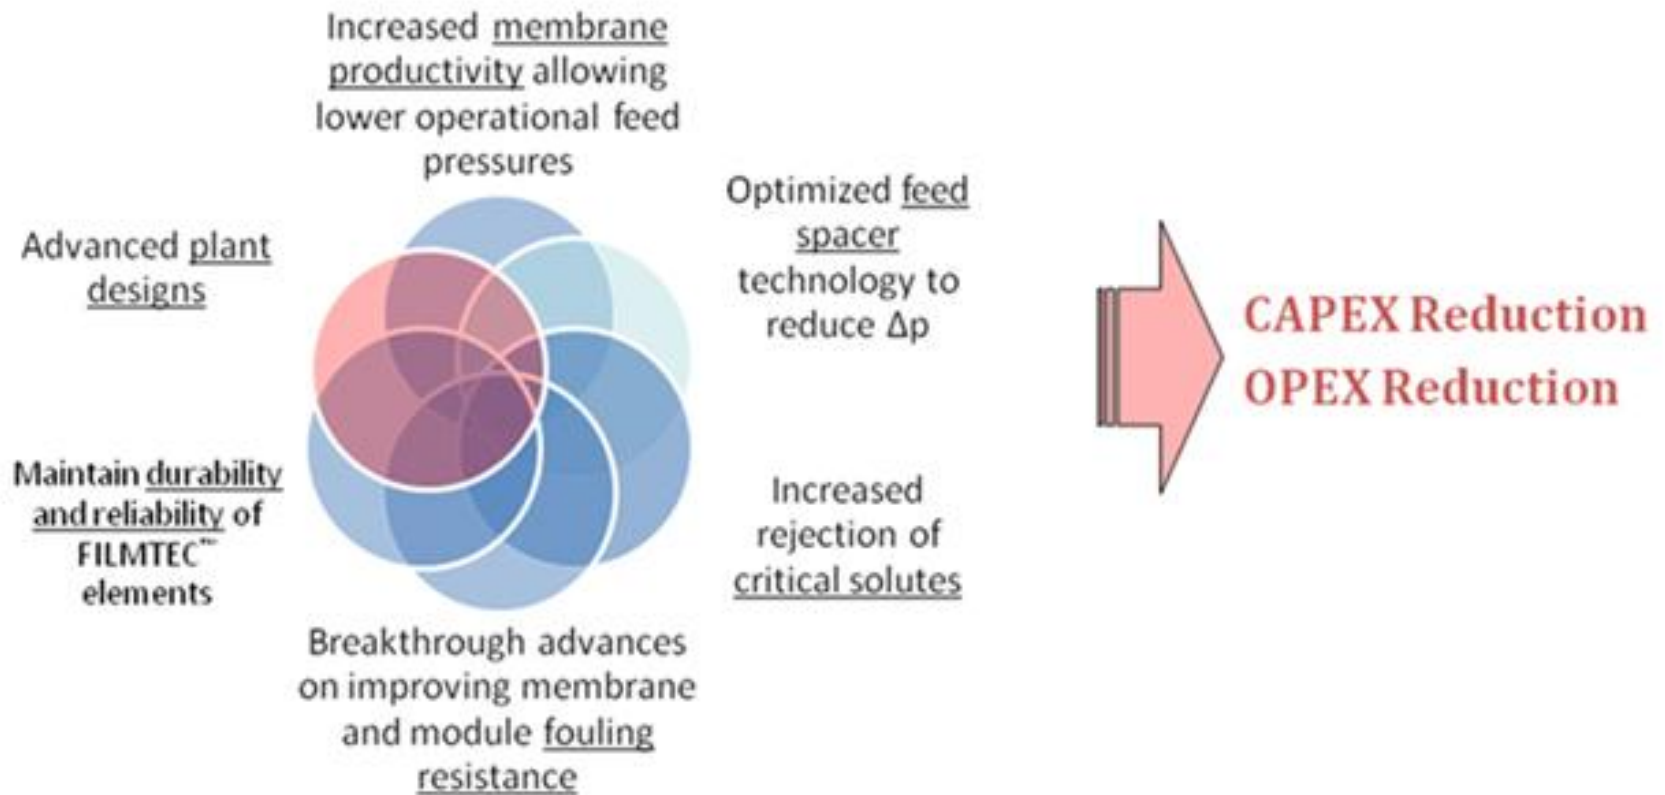 Increased membrane
productivity allowing
lower operational feed
pressures
Optimized feed
spacer
technology to
reduce Δp
Advanced plant
designs
CAPEX Reduction
OPEX Reduction
Maintain durability
and reliability of
FILMTEC™
elements
Increased
rejection of
critical solutes
Breakthrough advances
on improving membrane
and module fouling
resistance